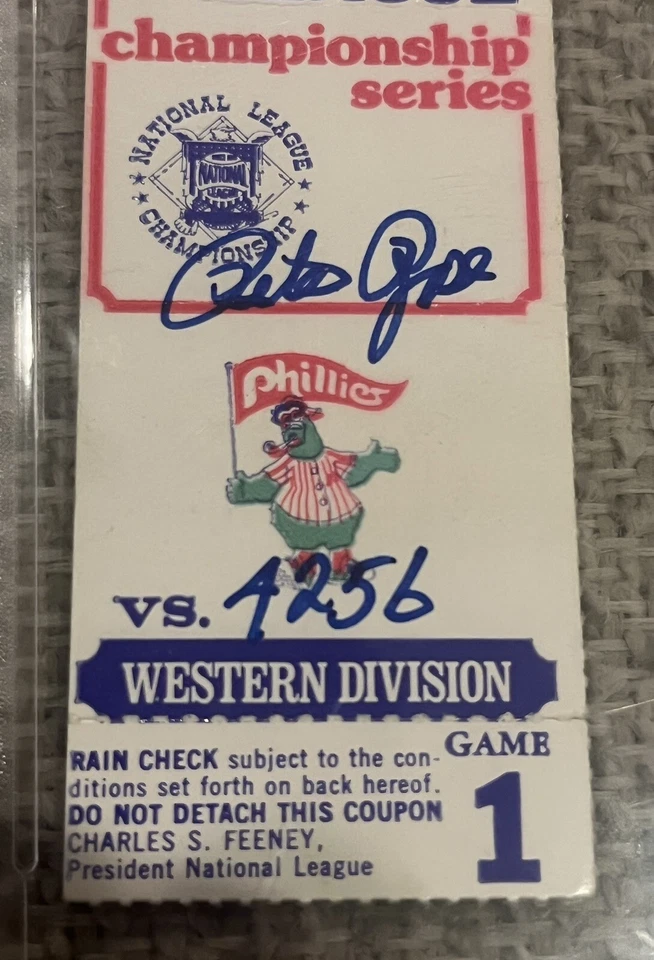 championship
series
NATIONAL LEAGUE
NATIONAL
LEAGUE
CHAMPIONSHIP
Pete Rose
Phillies
VS. 4256
WESTERN DIVISION
RAIN CHECK subject to the con-
ditions set forth on back hereof.
DO NOT DETACH THIS COUPON
CHARLES S. FEENEY,
President National League
GAME
1